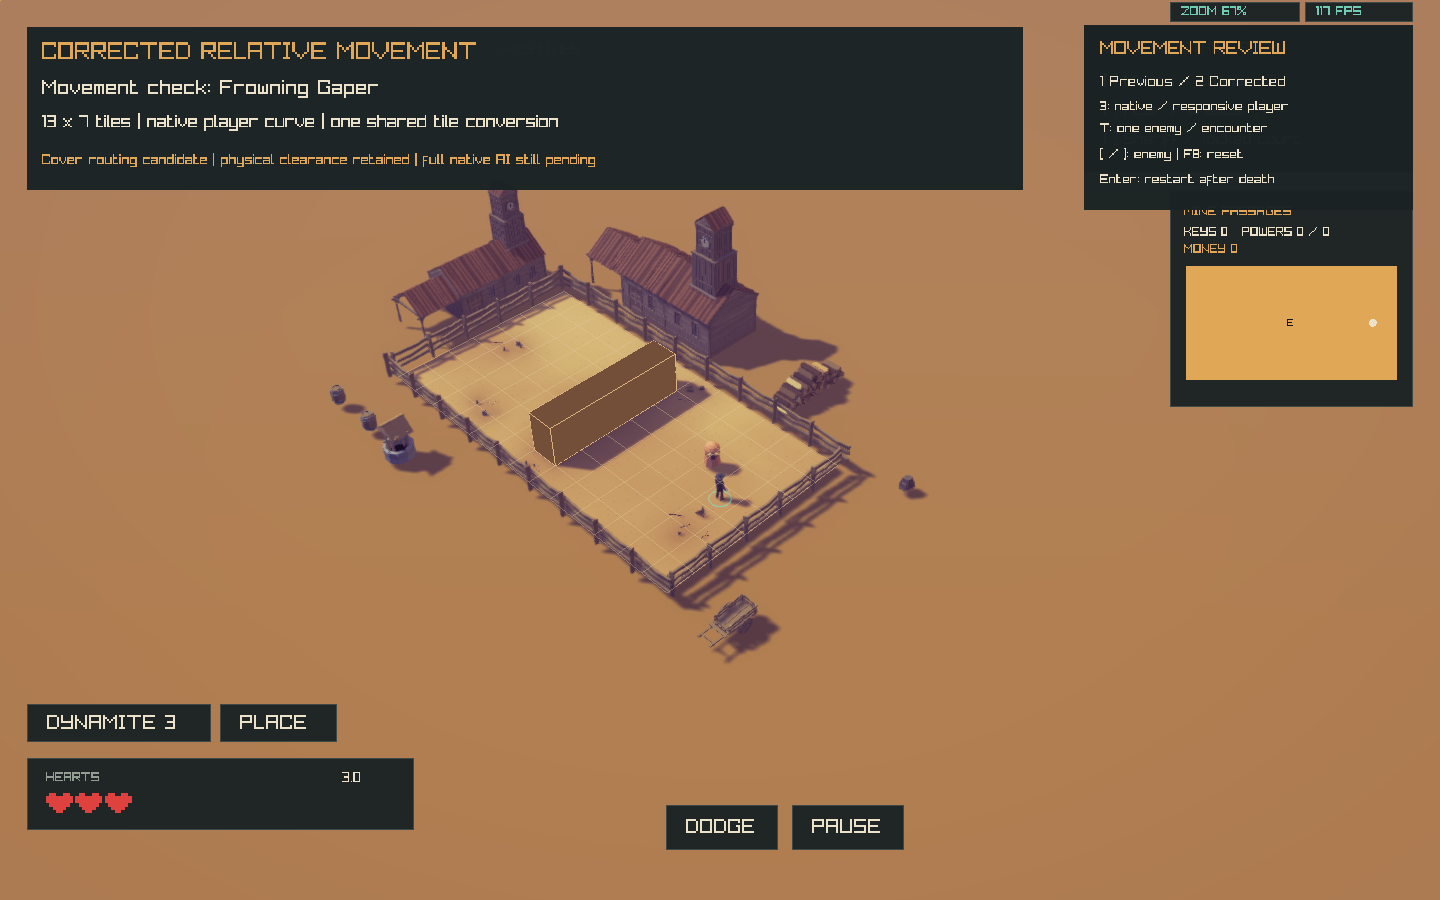 ZOOM 67%
117 FPS
CORRECTED RELATIVE MOVEMENT
Movement check: Frowning Gaper
13 x 7 tiles | native player curve | one shared tile conversion
Cover routing candidate | physical clearance retained | full native AI still pending
MOVEMENT REVIEW
1 Previous / 2 Corrected
3: native / responsive player
T: one enemy / encounter
[ / ]: enemy | F8: reset
Enter: restart after death
MINE PASSAGES
KEYS 0 POWERS 0 / 0
MONEY 0
E
DYNAMITE 3
PLACE
HEARTS
3.0
DODGE
PAUSE